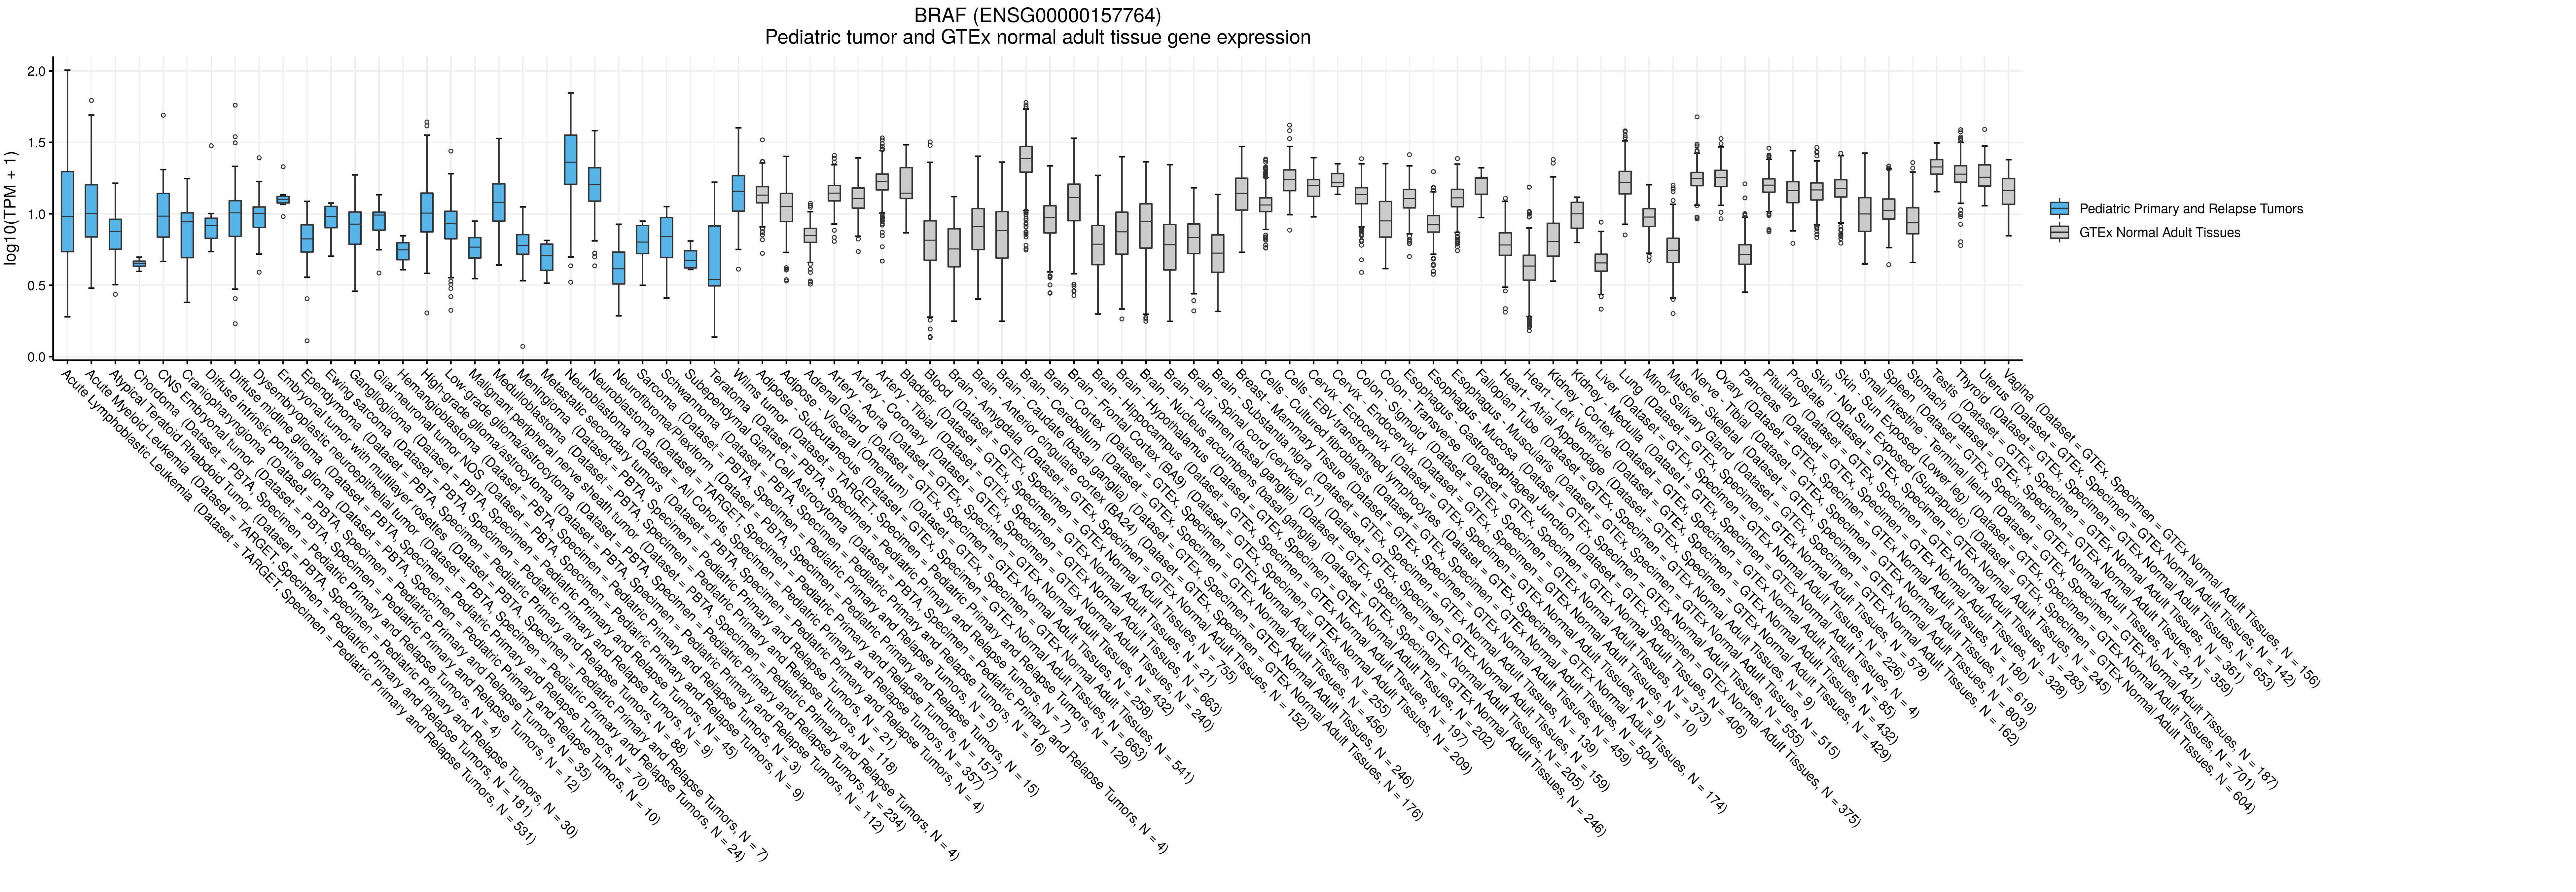 BRAF (ENSG00000157764)
Pediatric tumor and GTEx normal adult tissue gene expression
log10(TPM + 1)
2.0
1.5
1.0
0.5
0.0
Acute Lymphoblastic Leukemia (Dataset = TARGET, Specimen = Pediatric Primary and Relapse Tumors, N = 531)
Acute Myeloid Leukemia (Dataset = TARGET, Specimen = Pediatric Primary and Relapse Tumors, N = 181)
Atypical Teratoid Rhabdoid Tumor (Dataset = PBTA, Specimen = Pediatric Primary and Relapse Tumors, N = 30)
Chordoma (Dataset = PBTA, Specimen = Pediatric Primary Tumors, N = 4)
CNS Embryonal tumor (Dataset = PBTA, Specimen = Pediatric Primary Tumors, N = 12)
Craniopharyngioma (Dataset = PBTA, Specimen = Pediatric Primary and Relapse Tumors, N = 35)
Diffuse intrinsic pontine glioma (Dataset = PBTA, Specimen = Pediatric Primary and Relapse Tumors, N = 10)
Diffuse midline glioma (Dataset = PBTA, Specimen = Pediatric Primary and Relapse Tumors, N = 70)
Dysembryoplastic neuroepithelial tumor (Dataset = PBTA, Specimen = Pediatric Primary and Relapse Tumors, N = 24)
Embryonal tumor with multilayer rosettes (Dataset = PBTA, Specimen = Pediatric Primary and Relapse Tumors, N = 7)
Ependymoma (Dataset = PBTA, Specimen = Pediatric Primary and Relapse Tumors, N = 88)
Ewing sarcoma (Dataset = PBTA, Specimen = Pediatric Primary and Relapse Tumors, N = 9)
Ganglioglioma (Dataset = PBTA, Specimen = Pediatric Primary and Relapse Tumors, N = 45)
Glial-neuronal tumor NOS (Dataset = PBTA, Specimen = Pediatric Primary and Relapse Tumors, N = 9)
Hemangioblastoma (Dataset = PBTA, Specimen = Pediatric Primary and Relapse Tumors, N = 3)
High-grade glioma/astrocytoma (Dataset = PBTA, Specimen = Pediatric Primary and Relapse Tumors, N = 112)
Low-grade glioma/astrocytoma (Dataset = PBTA, Specimen = Pediatric Primary and Relapse Tumors, N = 234)
Malignant peripheral nerve sheath tumor (Dataset = PBTA, Specimen = Pediatric Primary and Relapse Tumors, N = 4)
Medulloblastoma (Dataset = PBTA, Specimen = Pediatric Primary and Relapse Tumors, N = 118)
Meningioma (Dataset = PBTA, Specimen = Pediatric Primary and Relapse Tumors, N = 21)
Metastatic secondary tumors (Dataset = PBTA, Specimen = Pediatric Primary and Relapse Tumors, N = 4)
Neuroblastoma (Dataset = All Cohorts, Specimen = Pediatric Primary and Relapse Tumors, N = 357)
Neuroblastoma (Dataset = TARGET, Specimen = Pediatric Primary and Relapse Tumors, N = 157)
Neurofibroma/Plexiform (Dataset = PBTA, Specimen = Pediatric Primary and Relapse Tumors, N = 15)
Sarcoma (Dataset = PBTA, Specimen = Pediatric Primary Tumors, N = 5)
Schwannoma (Dataset = PBTA, Specimen = Pediatric Primary and Relapse Tumors, N = 16)
Subependymal Giant Cell Astrocytoma (Dataset = PBTA, Specimen = Pediatric Primary and Relapse Tumors, N = 4)
Teratoma (Dataset = PBTA, Specimen = Pediatric Primary Tumors, N = 7)
Wilms tumor (Dataset = TARGET, Specimen = Pediatric Primary and Relapse Tumors, N = 129)
Adipose - Subcutaneous (Dataset = GTEx, Specimen = GTEx Normal Adult Tissues, N = 663)
Adipose - Visceral (Omentum) (Dataset = GTEx, Specimen = GTEx Normal Adult Tissues, N = 541)
Adrenal Gland (Dataset = GTEx, Specimen = GTEx Normal Adult Tissues, N = 258)
Artery - Aorta (Dataset = GTEx, Specimen = GTEx Normal Adult Tissues, N = 432)
Artery - Coronary (Dataset = GTEx, Specimen = GTEx Normal Adult Tissues, N = 240)
Artery - Tibial (Dataset = GTEx, Specimen = GTEx Normal Adult Tissues, N = 663)
Bladder (Dataset = GTEx, Specimen = GTEx Normal Adult Tissues, N = 21)
Blood (Dataset = GTEx, Specimen = GTEx Normal Adult Tissues, N = 755)
Brain - Amygdala (Dataset = GTEx, Specimen = GTEx Normal Adult Tissues, N = 152)
Brain - Anterior cingulate cortex (BA24) (Dataset = GTEx, Specimen = GTEx Normal Adult Tissues, N = 176)
Brain - Caudate (basal ganglia) (Dataset = GTEx, Specimen = GTEx Normal Adult Tissues, N = 246)
Brain - Cerebellum (Dataset = GTEx, Specimen = GTEx Normal Adult Tissues, N = 456)
Brain - Cortex (Dataset = GTEx, Specimen = GTEx Normal Adult Tissues, N = 255)
Brain - Frontal Cortex (BA9) (Dataset = GTEx, Specimen = GTEx Normal Adult Tissues, N = 209)
Brain - Hippocampus (Dataset = GTEx, Specimen = GTEx Normal Adult Tissues, N = 197)
Brain - Hypothalamus (Dataset = GTEx, Specimen = GTEx Normal Adult Tissues, N = 202)
Brain - Nucleus accumbens (basal ganglia) (Dataset = GTEx, Specimen = GTEx Normal Adult Tissues, N = 246)
Brain - Putamen (basal ganglia) (Dataset = GTEx, Specimen = GTEx Normal Adult Tissues, N = 205)
Brain - Spinal cord (cervical c-1) (Dataset = GTEx, Specimen = GTEx Normal Adult Tissues, N = 159)
Brain - Substantia nigra (Dataset = GTEx, Specimen = GTEx Normal Adult Tissues, N = 139)
Breast - Mammary Tissue (Dataset = GTEx, Specimen = GTEx Normal Adult Tissues, N = 459)
Cells - Cultured fibroblasts (Dataset = GTEx, Specimen = GTEx Normal Adult Tissues, N = 504)
Cells - EBV-transformed lymphocytes (Dataset = GTEx, Specimen = GTEx Normal Adult Tissues, N = 174)
Cervix - Ectocervix (Dataset = GTEx, Specimen = GTEx Normal Adult Tissues, N = 9)
Cervix - Endocervix (Dataset = GTEx, Specimen = GTEx Normal Adult Tissues, N = 10)
Colon - Sigmoid (Dataset = GTEx, Specimen = GTEx Normal Adult Tissues, N = 373)
Colon - Transverse (Dataset = GTEx, Specimen = GTEx Normal Adult Tissues, N = 406)
Esophagus - Gastroesophageal Junction (Dataset = GTEx, Specimen = GTEx Normal Adult Tissues, N = 375)
Esophagus - Mucosa (Dataset = GTEx, Specimen = GTEx Normal Adult Tissues, N = 555)
Esophagus - Muscularis (Dataset = GTEx, Specimen = GTEx Normal Adult Tissues, N = 515)
Fallopian Tube (Dataset = GTEx, Specimen = GTEx Normal Adult Tissues, N = 9)
Heart - Atrial Appendage (Dataset = GTEx, Specimen = GTEx Normal Adult Tissues, N = 429)
Heart - Left Ventricle (Dataset = GTEx, Specimen = GTEx Normal Adult Tissues, N = 432)
Kidney - Cortex (Dataset = GTEx, Specimen = GTEx Normal Adult Tissues, N = 85)
Kidney - Medulla (Dataset = GTEx, Specimen = GTEx Normal Adult Tissues, N = 4)
Liver (Dataset = GTEx, Specimen = GTEx Normal Adult Tissues, N = 226)
Lung (Dataset = GTEx, Specimen = GTEx Normal Adult Tissues, N = 578)
Minor Salivary Gland (Dataset = GTEx, Specimen = GTEx Normal Adult Tissues, N = 162)
Muscle - Skeletal (Dataset = GTEx, Specimen = GTEx Normal Adult Tissues, N = 803)
Nerve - Tibial (Dataset = GTEx, Specimen = GTEx Normal Adult Tissues, N = 619)
Ovary (Dataset = GTEx, Specimen = GTEx Normal Adult Tissues, N = 180)
Pancreas (Dataset = GTEx, Specimen = GTEx Normal Adult Tissues, N = 328)
Pituitary (Dataset = GTEx, Specimen = GTEx Normal Adult Tissues, N = 283)
Prostate (Dataset = GTEx, Specimen = GTEx Normal Adult Tissues, N = 245)
Skin - Not Sun Exposed (Suprapubic) (Dataset = GTEx, Specimen = GTEx Normal Adult Tissues, N = 604)
Skin - Sun Exposed (Lower leg) (Dataset = GTEx, Specimen = GTEx Normal Adult Tissues, N = 701)
Small Intestine - Terminal Ileum (Dataset = GTEx, Specimen = GTEx Normal Adult Tissues, N = 187)
Spleen (Dataset = GTEx, Specimen = GTEx Normal Adult Tissues, N = 241)
Stomach (Dataset = GTEx, Specimen = GTEx Normal Adult Tissues, N = 359)
Testis (Dataset = GTEx, Specimen = GTEx Normal Adult Tissues, N = 361)
Thyroid (Dataset = GTEx, Specimen = GTEx Normal Adult Tissues, N = 653)
Uterus (Dataset = GTEx, Specimen = GTEx Normal Adult Tissues, N = 142)
Vagina (Dataset = GTEx, Specimen = GTEx Normal Adult Tissues, N = 156)
Pediatric Primary and Relapse Tumors
GTEx Normal Adult Tissues